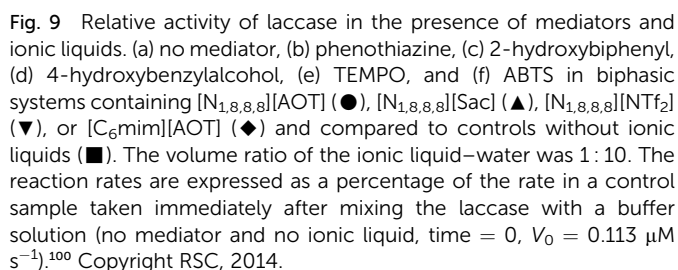 Fig. 9 Relative activity of laccase in the presence of mediators and
ionic liquids. (a) no mediator, (b) phenothiazine, (c) 2-hydroxybiphenyl,
(d) 4-hydroxybenzylalcohol, (e) TEMPO, and (f) ABTS in biphasic
systems containing [N₁,₈,₈,₈][AOT] (●), [N₁,₈,₈,₈][Sac] (▲), [N₁,₈,₈,₈][NTf₂]
(▼), or [C₆mim][AOT] (◆) and compared to controls without ionic
liquids (■). The volume ratio of the ionic liquid–water was 1 : 10. The
reaction rates are expressed as a percentage of the rate in a control
sample taken immediately after mixing the laccase with a buffer
solution (no mediator and no ionic liquid, time = 0, V₀ = 0.113 μM
s⁻¹).¹⁰⁰ Copyright RSC, 2014.